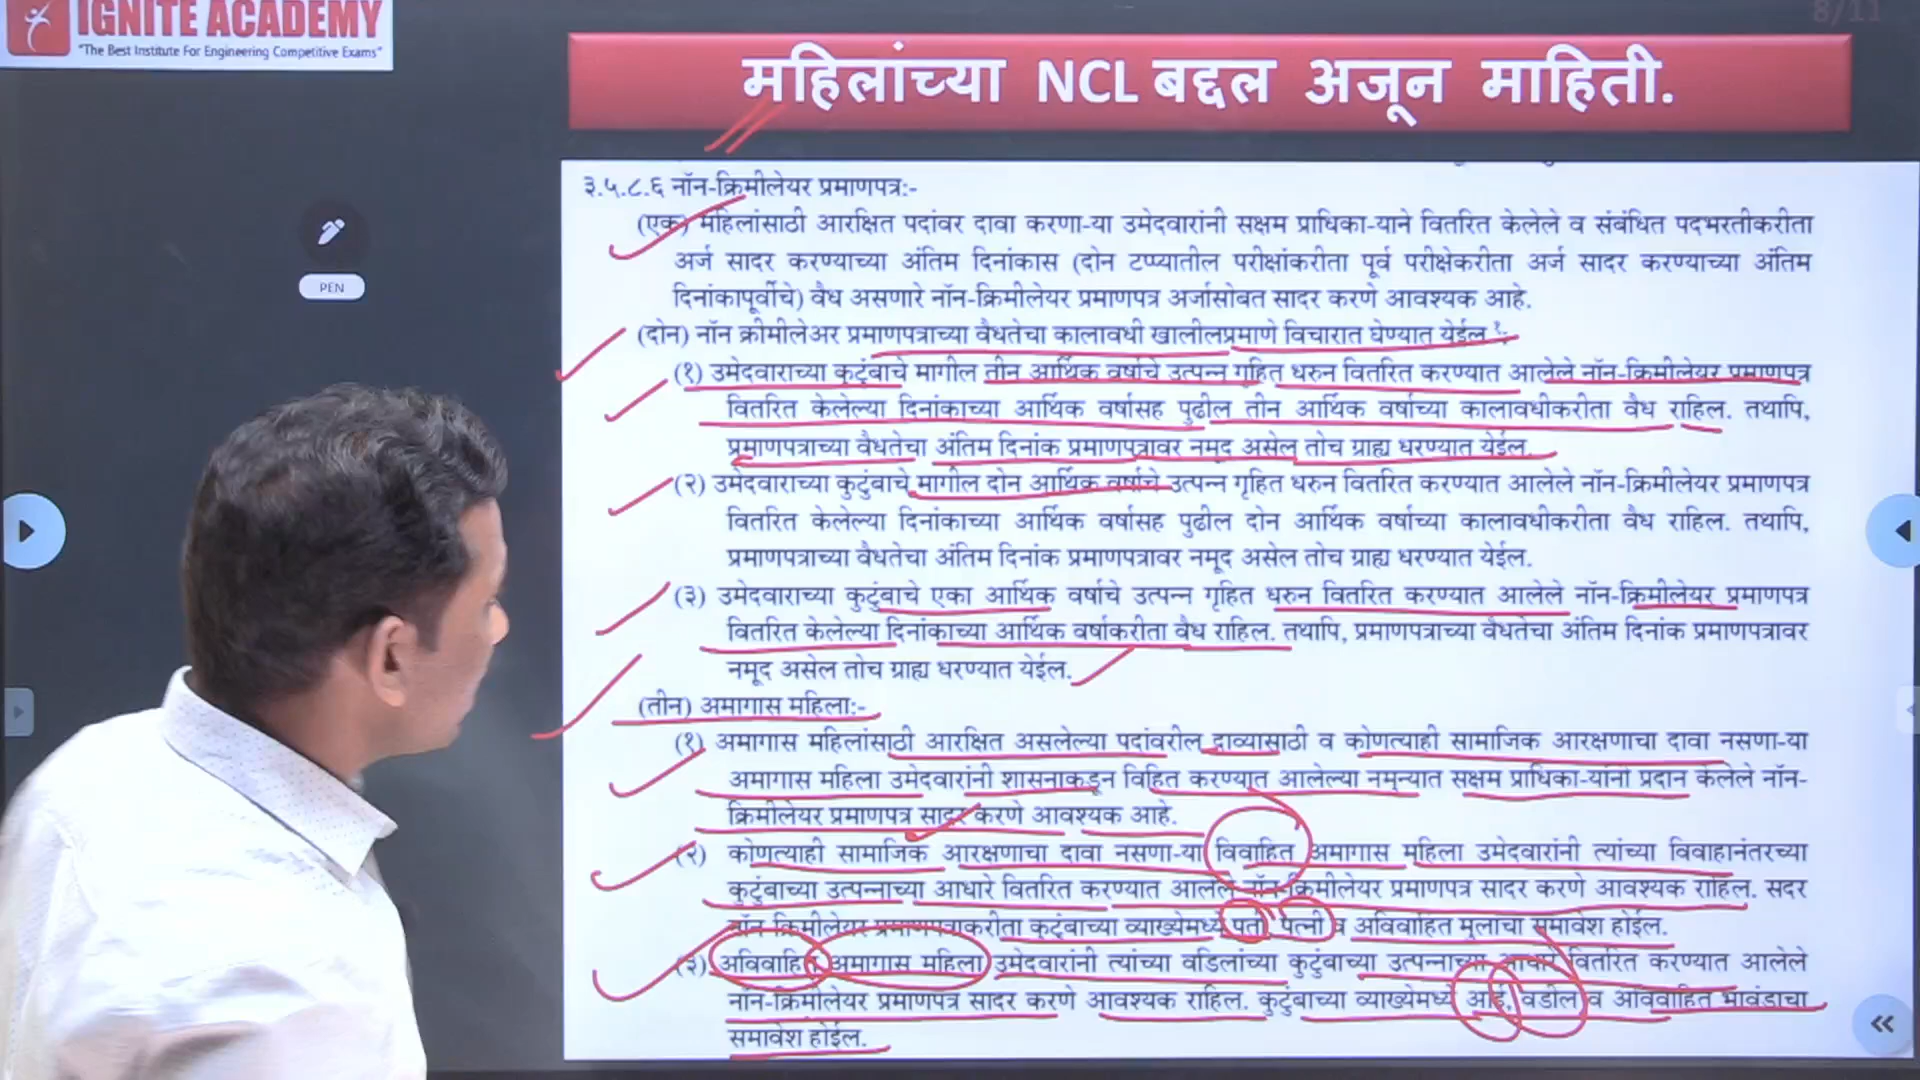 8/11
IGNITE ACADEMY
"The Best Institute For Engineering Competitive Exams"
महिलांच्या NCL बद्दल अजून माहिती.
PEN
३.५.८.६ नॉन-क्रिमीलेयर प्रमाणपत्र:-
(एक) महिलांसाठी आरक्षित पदांवर दावा करणा-या उमेदवारांनी सक्षम प्राधिका-याने वितरित केलेले व संबंधित पदभरतीकरीता
अर्ज सादर करण्याच्या अंतिम दिनांकास (दोन टप्प्यातील परीक्षांकरीता पूर्व परीक्षेकरीता अर्ज सादर करण्याच्या अंतिम
दिनांकापूर्वीचे) वैध असणारे नॉन-क्रिमीलेयर प्रमाणपत्र अर्जासोबत सादर करणे आवश्यक आहे.
(दोन) नॉन क्रीमीलेअर प्रमाणपत्राच्या वैधतेचा कालावधी खालीलप्रमाणे विचारात घेण्यात येईल :-
(१) उमेदवाराच्या कुटुंबाचे मागील तीन आर्थिक वर्षाचे उत्पन्न गृहित धरुन वितरित करण्यात आलेले नॉन-क्रिमीलेयर प्रमाणपत्र
वितरित केलेल्या दिनांकाच्या आर्थिक वर्षासह पुढील तीन आर्थिक वर्षाच्या कालावधीकरीता वैध राहिल. तथापि,
प्रमाणपत्राच्या वैधतेचा अंतिम दिनांक प्रमाणपत्रावर नमूद असेल तोच ग्राह्य धरण्यात येईल.
(२) उमेदवाराच्या कुटुंबाचे मागील दोन आर्थिक वर्षाचे उत्पन्न गृहित धरुन वितरित करण्यात आलेले नॉन-क्रिमीलेयर प्रमाणपत्र
वितरित केलेल्या दिनांकाच्या आर्थिक वर्षासह पुढील दोन आर्थिक वर्षाच्या कालावधीकरीता वैध राहिल. तथापि,
प्रमाणपत्राच्या वैधतेचा अंतिम दिनांक प्रमाणपत्रावर नमूद असेल तोच ग्राह्य धरण्यात येईल.
(३) उमेदवाराच्या कुटुंबाचे एका आर्थिक वर्षाचे उत्पन्न गृहित धरुन वितरित करण्यात आलेले नॉन-क्रिमीलेयर प्रमाणपत्र
वितरित केलेल्या दिनांकाच्या आर्थिक वर्षाकरीता वैध राहिल. तथापि, प्रमाणपत्राच्या वैधतेचा अंतिम दिनांक प्रमाणपत्रावर
नमूद असेल तोच ग्राह्य धरण्यात येईल.
(तीन) अमागास महिला:-
(१) अमागास महिलांसाठी आरक्षित असलेल्या पदांवरील दाव्यासाठी व कोणत्याही सामाजिक आरक्षणाचा दावा नसणा-या
अमागास महिला उमेदवारांनी शासनाकडून विहित करण्यात आलेल्या नमुन्यात सक्षम प्राधिका-यांनी प्रदान केलेले नॉन-
क्रिमीलेयर प्रमाणपत्र सादर करणे आवश्यक आहे.
(२) कोणत्याही सामाजिक आरक्षणाचा दावा नसणा-या विवाहित अमागास महिला उमेदवारांनी त्यांच्या विवाहानंतरच्या
कुटुंबाच्या उत्पन्नाच्या आधारे वितरित करण्यात आलेले नॉन-क्रिमीलेयर प्रमाणपत्र सादर करणे आवश्यक राहिल. सदर
नॉन क्रिमीलेयर प्रमाणपत्राकरीता कुटुंबाच्या व्याख्येमध्ये पती, पत्नी व अविवाहित मुलाचा समावेश होईल.
(३) अविवाहित अमागास महिला उमेदवारांनी त्यांच्या वडिलांच्या कुटुंबाच्या उत्पन्नाच्या आधारे वितरित करण्यात आलेले
नॉन-क्रिमीलेयर प्रमाणपत्र सादर करणे आवश्यक राहिल. कुटुंबाच्या व्याख्येमध्ये आई, वडील व अविवाहित भावंडाचा
समावेश होईल.